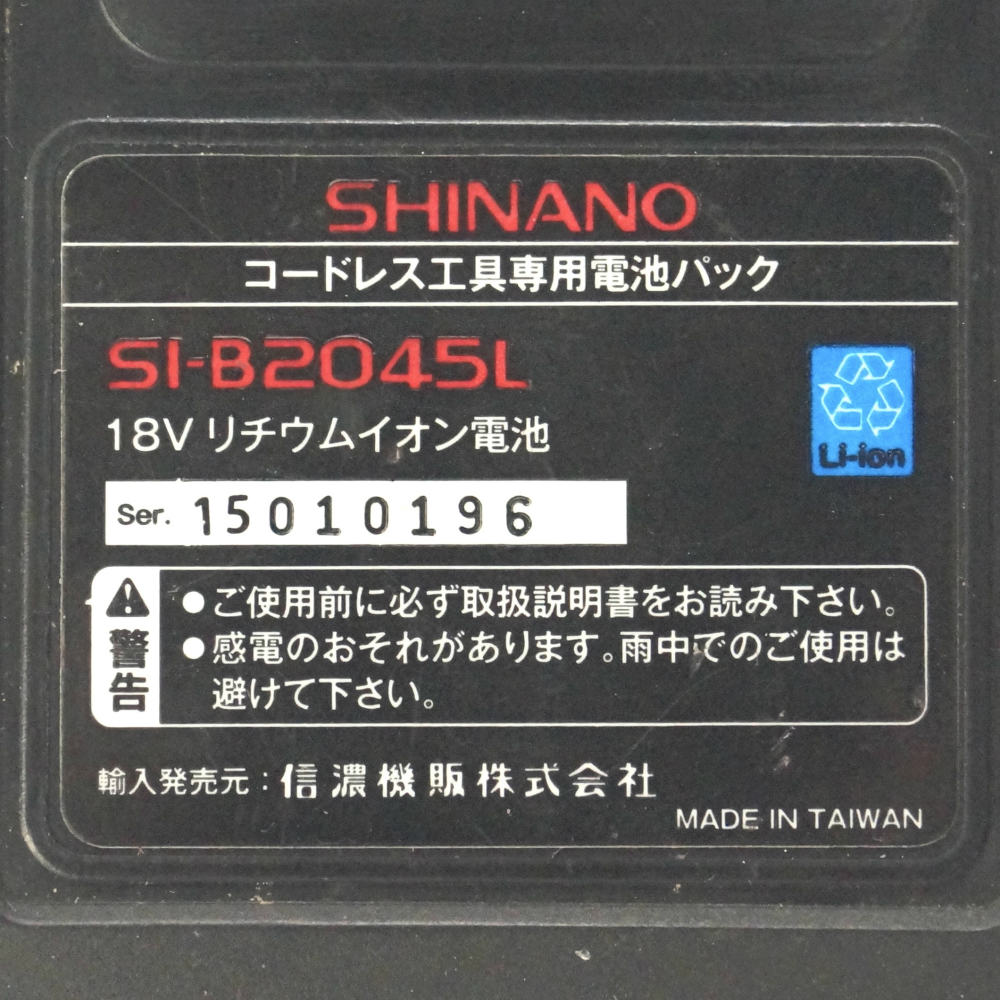 SHINANO
コードレス工具専用電池パック
SI-B2045L
18V リチウムイオン電池
Li-ion
Ser. 15010196
警告
●ご使用前に必ず取扱説明書をお読み下さい。
●感電のおそれがあります。雨中でのご使用は
避けて下さい。
輸入発売元：信濃機販株式会社
MADE IN TAIWAN